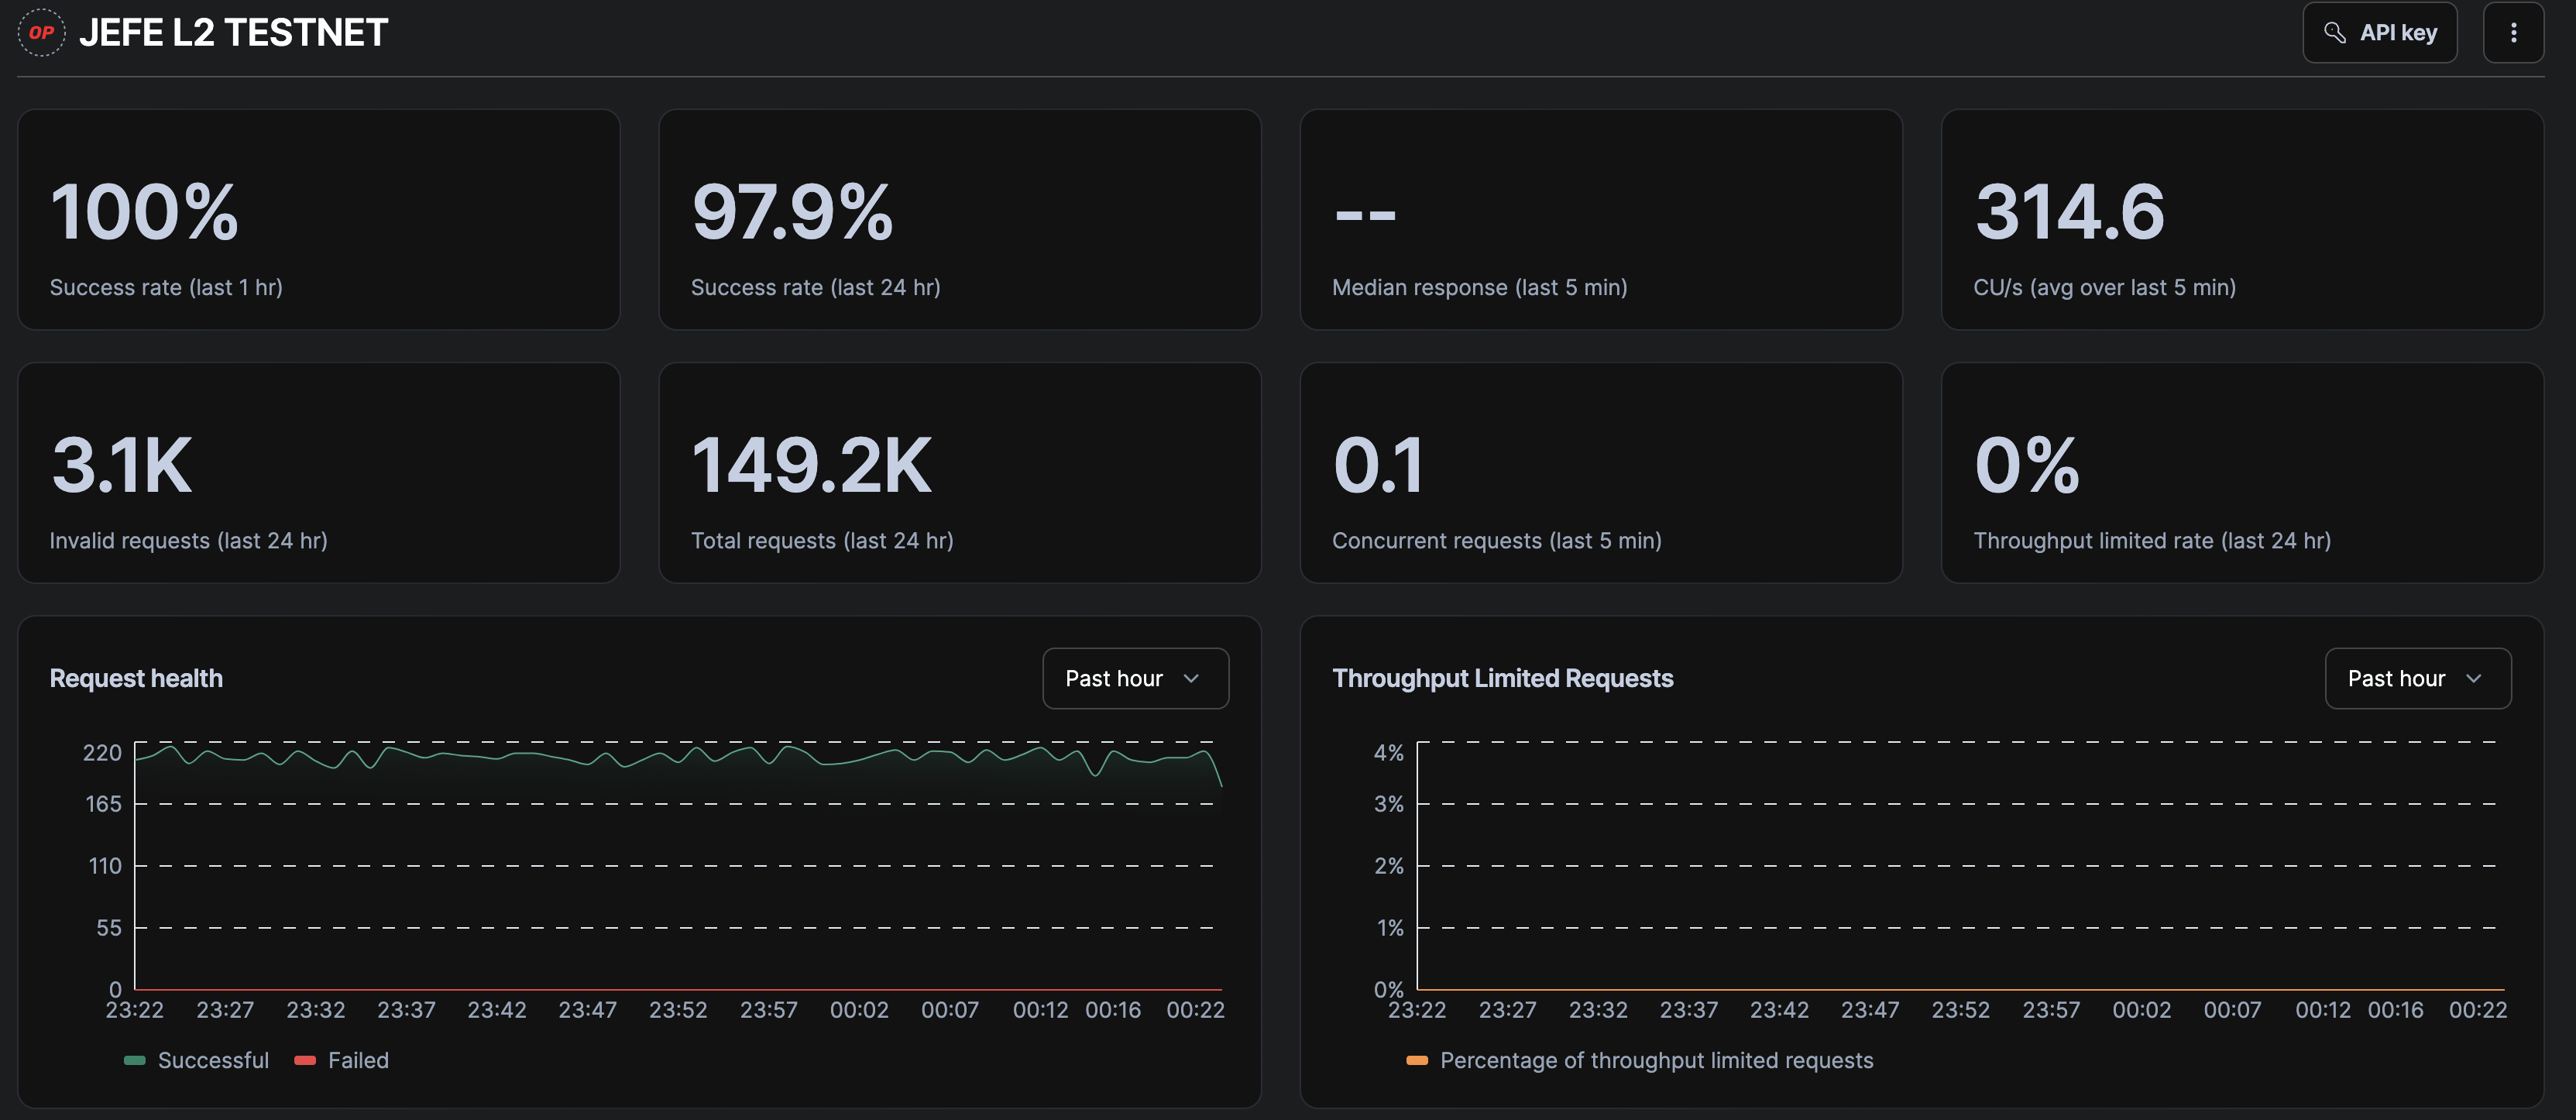 OP JEFE L2 TESTNET
API key
100%
Success rate (last 1 hr)
97.9%
Success rate (last 24 hr)
--
Median response (last 5 min)
314.6
CU/s (avg over last 5 min)
3.1K
Invalid requests (last 24 hr)
149.2K
Total requests (last 24 hr)
0.1
Concurrent requests (last 5 min)
0%
Throughput limited rate (last 24 hr)
Request health
Past hour
220
165
110
55
0
23:22 23:27 23:32 23:37 23:42 23:47 23:52 23:57 00:02 00:07 00:12 00:16 00:22
Successful Failed
Throughput Limited Requests
Past hour
4%
3%
2%
1%
0%
23:22 23:27 23:32 23:37 23:42 23:47 23:52 23:57 00:02 00:07 00:12 00:16 00:22
Percentage of throughput limited requests